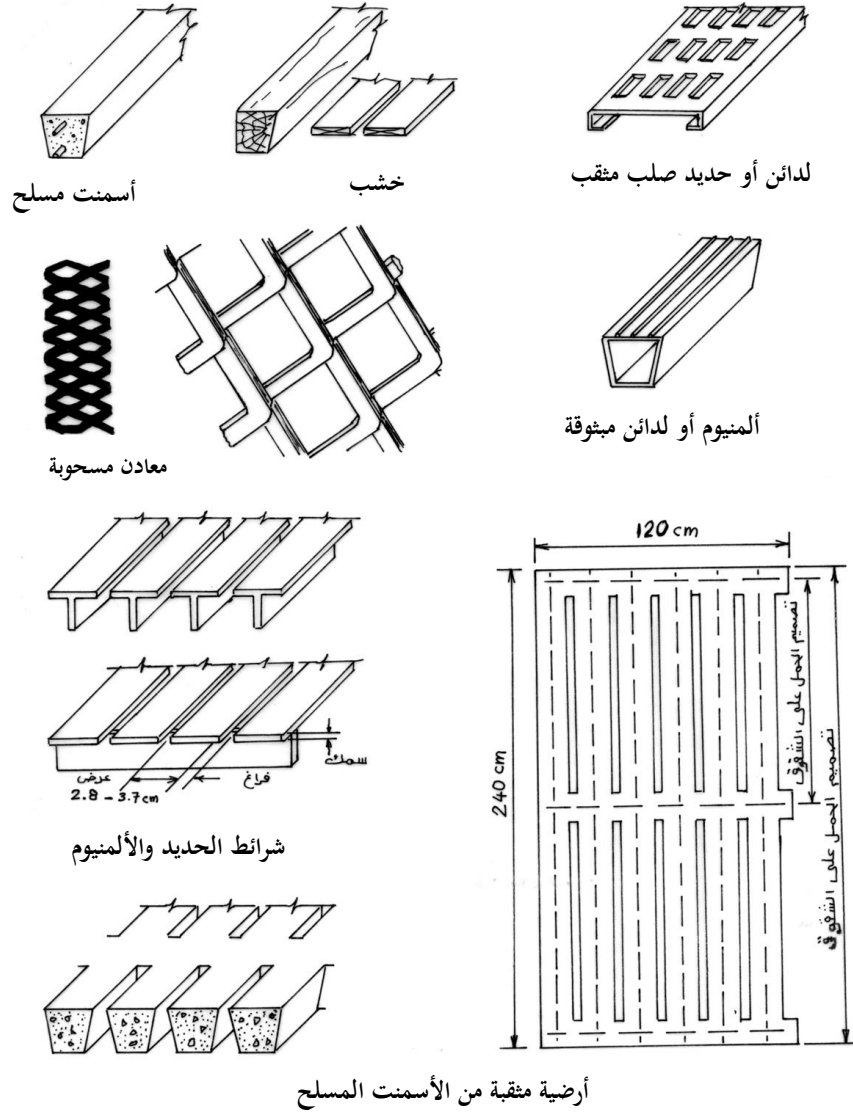 لدائن أو حديد صلب مثقب
خشب
أسمنت مسلح
ألمنيوم أو لدائن مبثوقة
معادن مسحوبة
120 cm
240 cm
تصميم الحمل على الشقوق
تصميم الحمل على الشقوق
سمك
فراغ
عرض
2.8 - 3.7 cm
شرائط الحديد والألمنيوم
أرضية مثقبة من الأسمنت المسلح